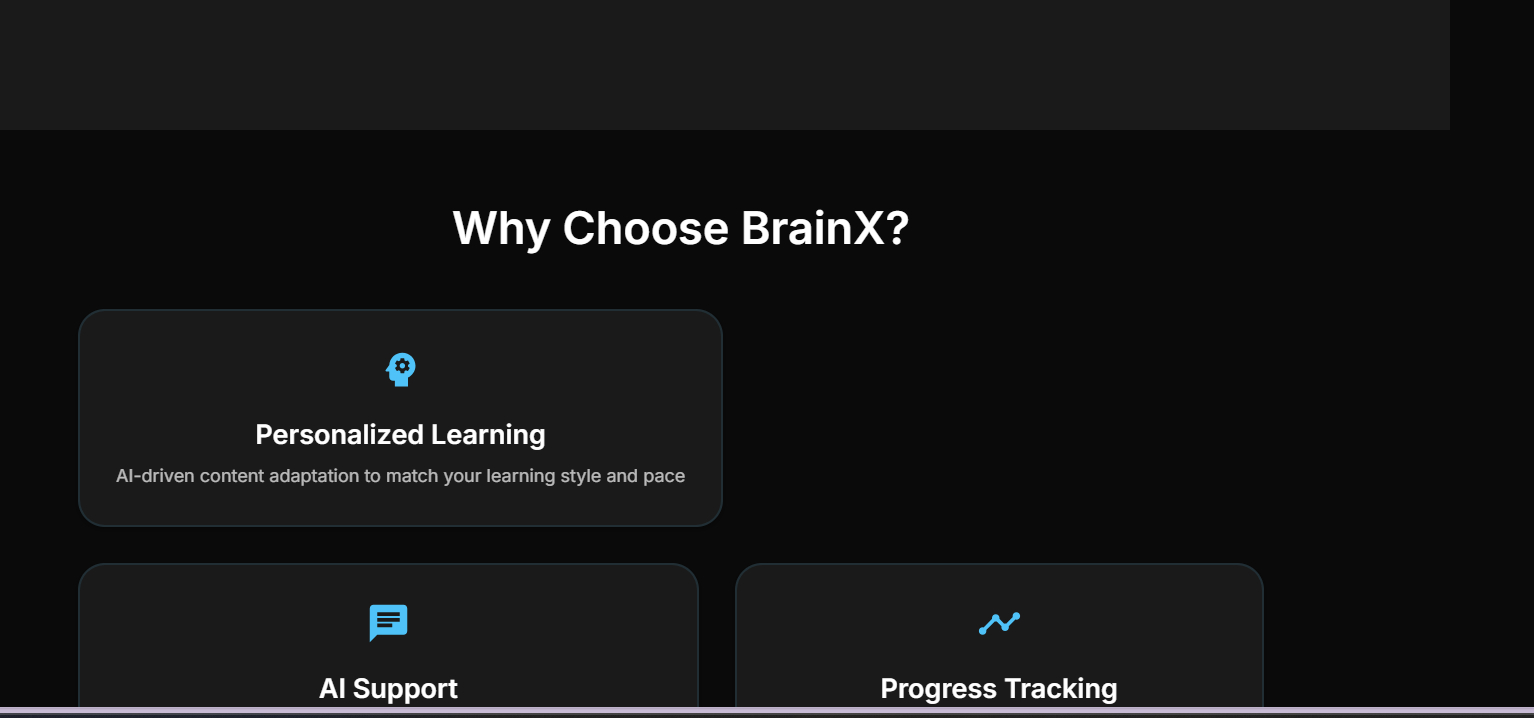 Why Choose BrainX?
Personalized Learning
AI-driven content adaptation to match your learning style and pace
AI Support
Progress Tracking